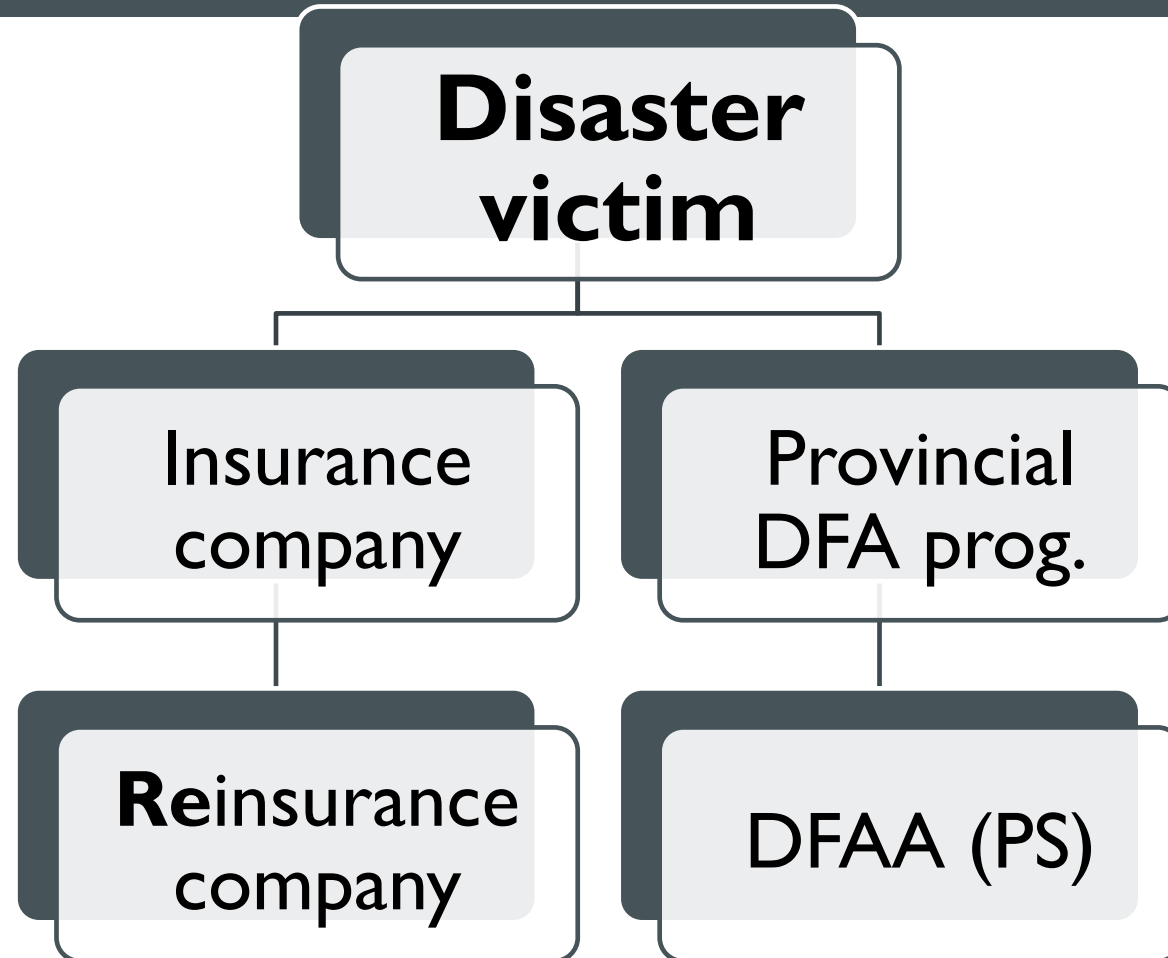 Disaster
victim
Insurance
company
Provincial
DFA prog.
Reinsurance
company
DFAA (PS)